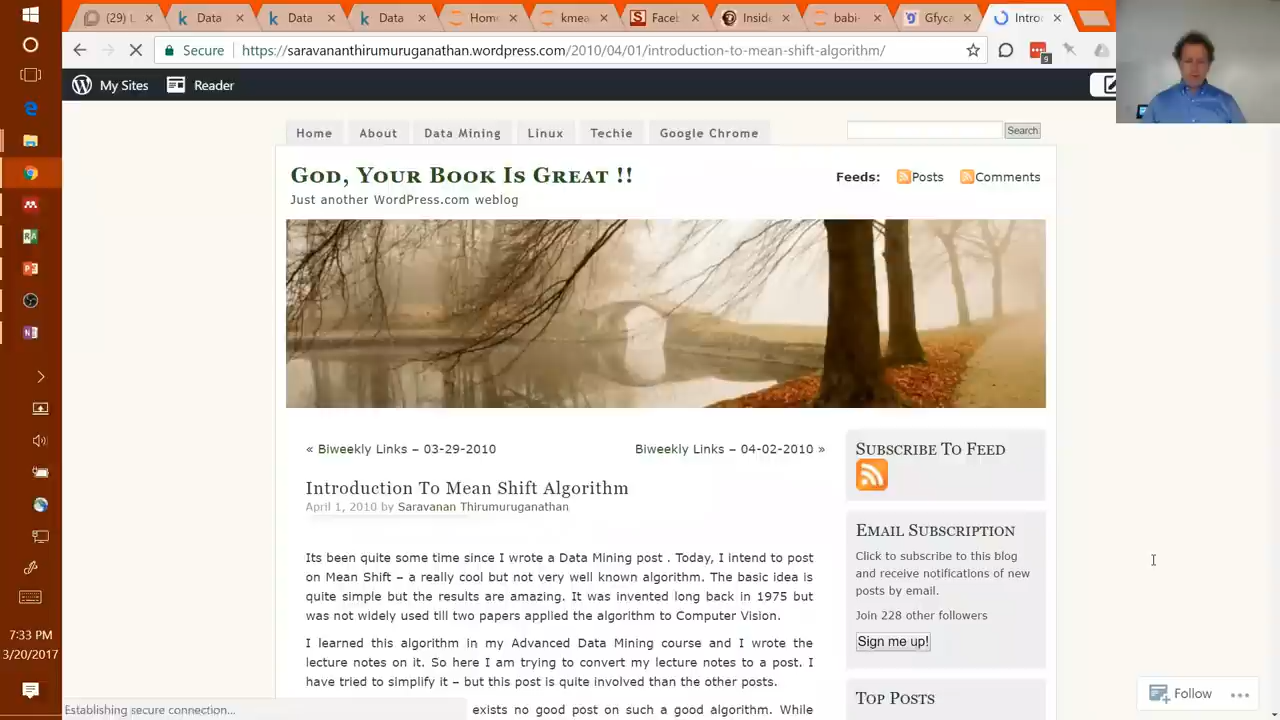 (29) L
Data
Data
Data
Hom
kmea
Facel
Inside
babi-
Gfyca
Intro
Secure
https://saravananthirumuruganathan.wordpress.com/2010/04/01/introduction-to-mean-shift-algorithm/
9
My Sites
Reader
Home
About
Data Mining
Linux
Techie
Google Chrome
Search
God, Your Book Is Great !!
Just another WordPress.com weblog
Feeds: Posts Comments
« Biweekly Links – 03-29-2010
Biweekly Links – 04-02-2010 »
Introduction To Mean Shift Algorithm
April 1, 2010 by Saravanan Thirumuruganathan
Its been quite some time since I wrote a Data Mining post . Today, I intend to post
on Mean Shift – a really cool but not very well known algorithm. The basic idea is
quite simple but the results are amazing. It was invented long back in 1975 but
was not widely used till two papers applied the algorithm to Computer Vision.
I learned this algorithm in my Advanced Data Mining course and I wrote the
lecture notes on it. So here I am trying to convert my lecture notes to a post. I
have tried to simplify it – but this post is quite involved than the other posts.
exists no good post on such a good algorithm. While
Subscribe To Feed
Email Subscription
Click to subscribe to this blog
and receive notifications of new
posts by email.
Join 228 other followers
Sign me up!
Top Posts
Follow
Establishing secure connection...
7:33 PM
3/20/2017